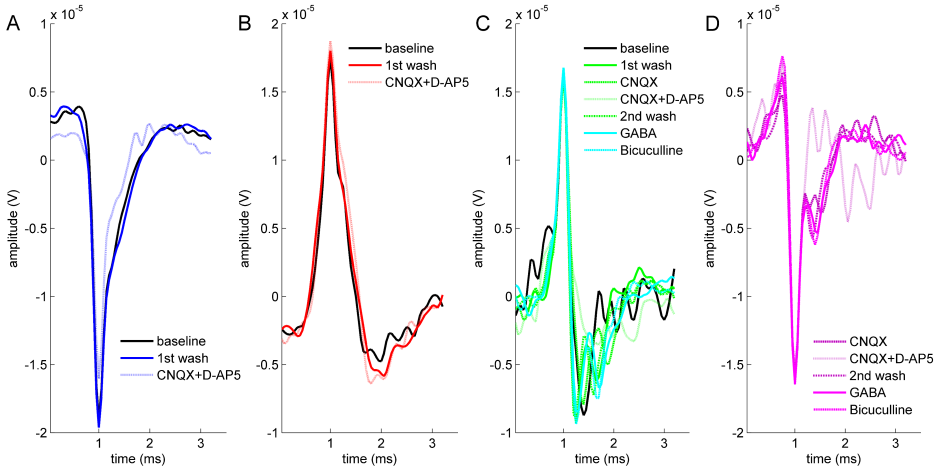 A
x 10-5
1
0.5
0
-0.5
-1
-1.5
-2
amplitude (V)
1
2
3
time (ms)
baseline
1st wash
CNQX+D-AP5
B
x 10-5
2
1.5
1
0.5
0
-0.5
-1
amplitude (V)
1
2
3
time (ms)
baseline
1st wash
CNQX+D-AP5
C
x 10-5
2
1.5
1
0.5
0
-0.5
-1
amplitude (V)
1
2
3
time (ms)
baseline
1st wash
CNQX
CNQX+D-AP5
2nd wash
GABA
Bicuculline
D
x 10-5
1
0.5
0
-0.5
-1
-1.5
-2
amplitude (V)
1
2
3
time (ms)
CNQX
CNQX+D-AP5
2nd wash
GABA
Bicuculline